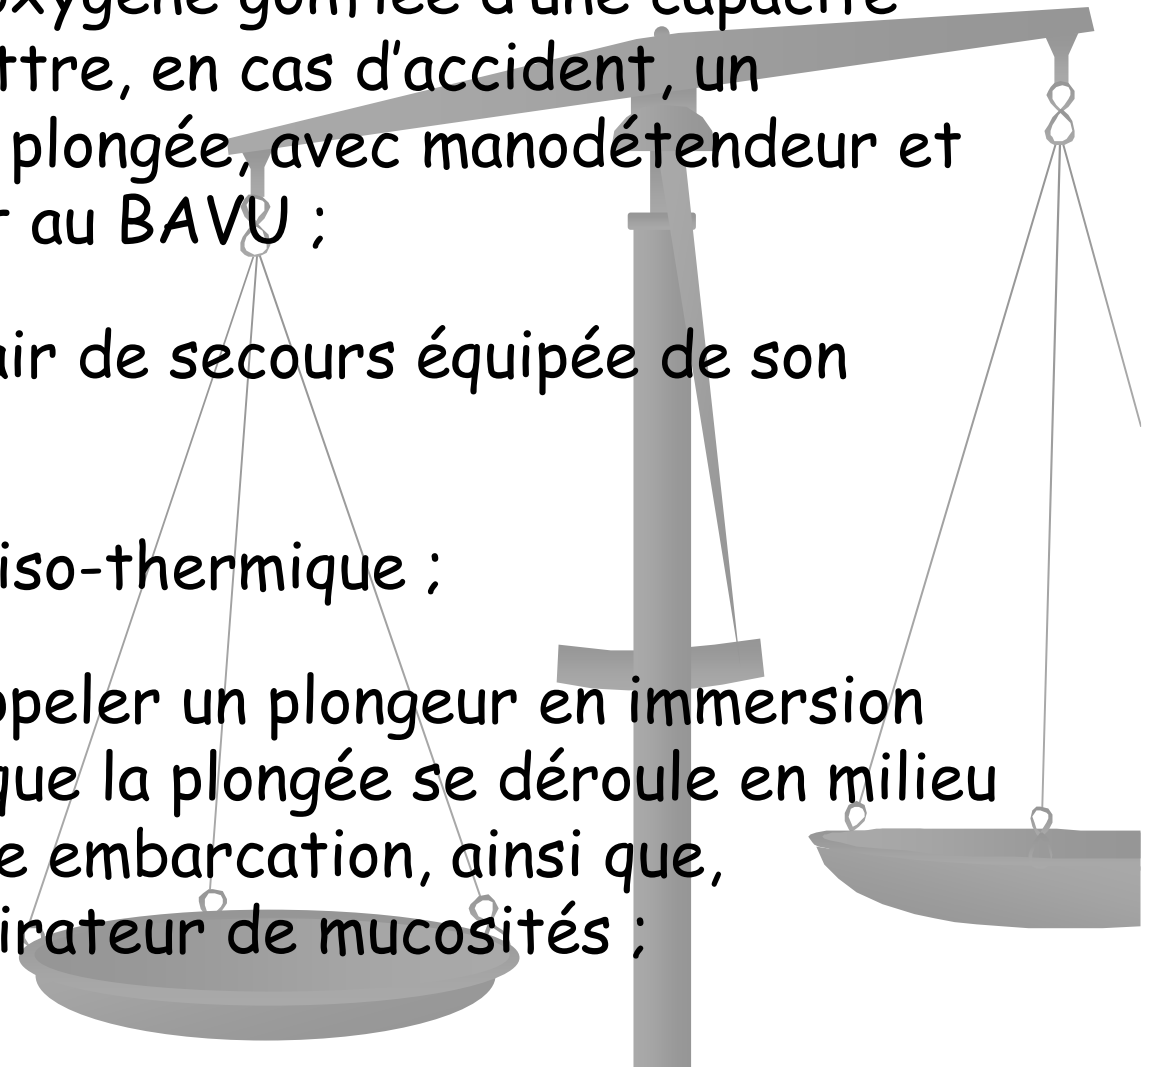 oxygène gonflée d'une capacité
ttre, en cas d'accident, un
plongée, avec manodétendeur et
r au BAVU ;
air de secours équipée de son
iso-thermique ;
ppeler un plongeur en immersion
que la plongée se déroule en milieu
e embarcation, ainsi que,
irateur de mucosités ;